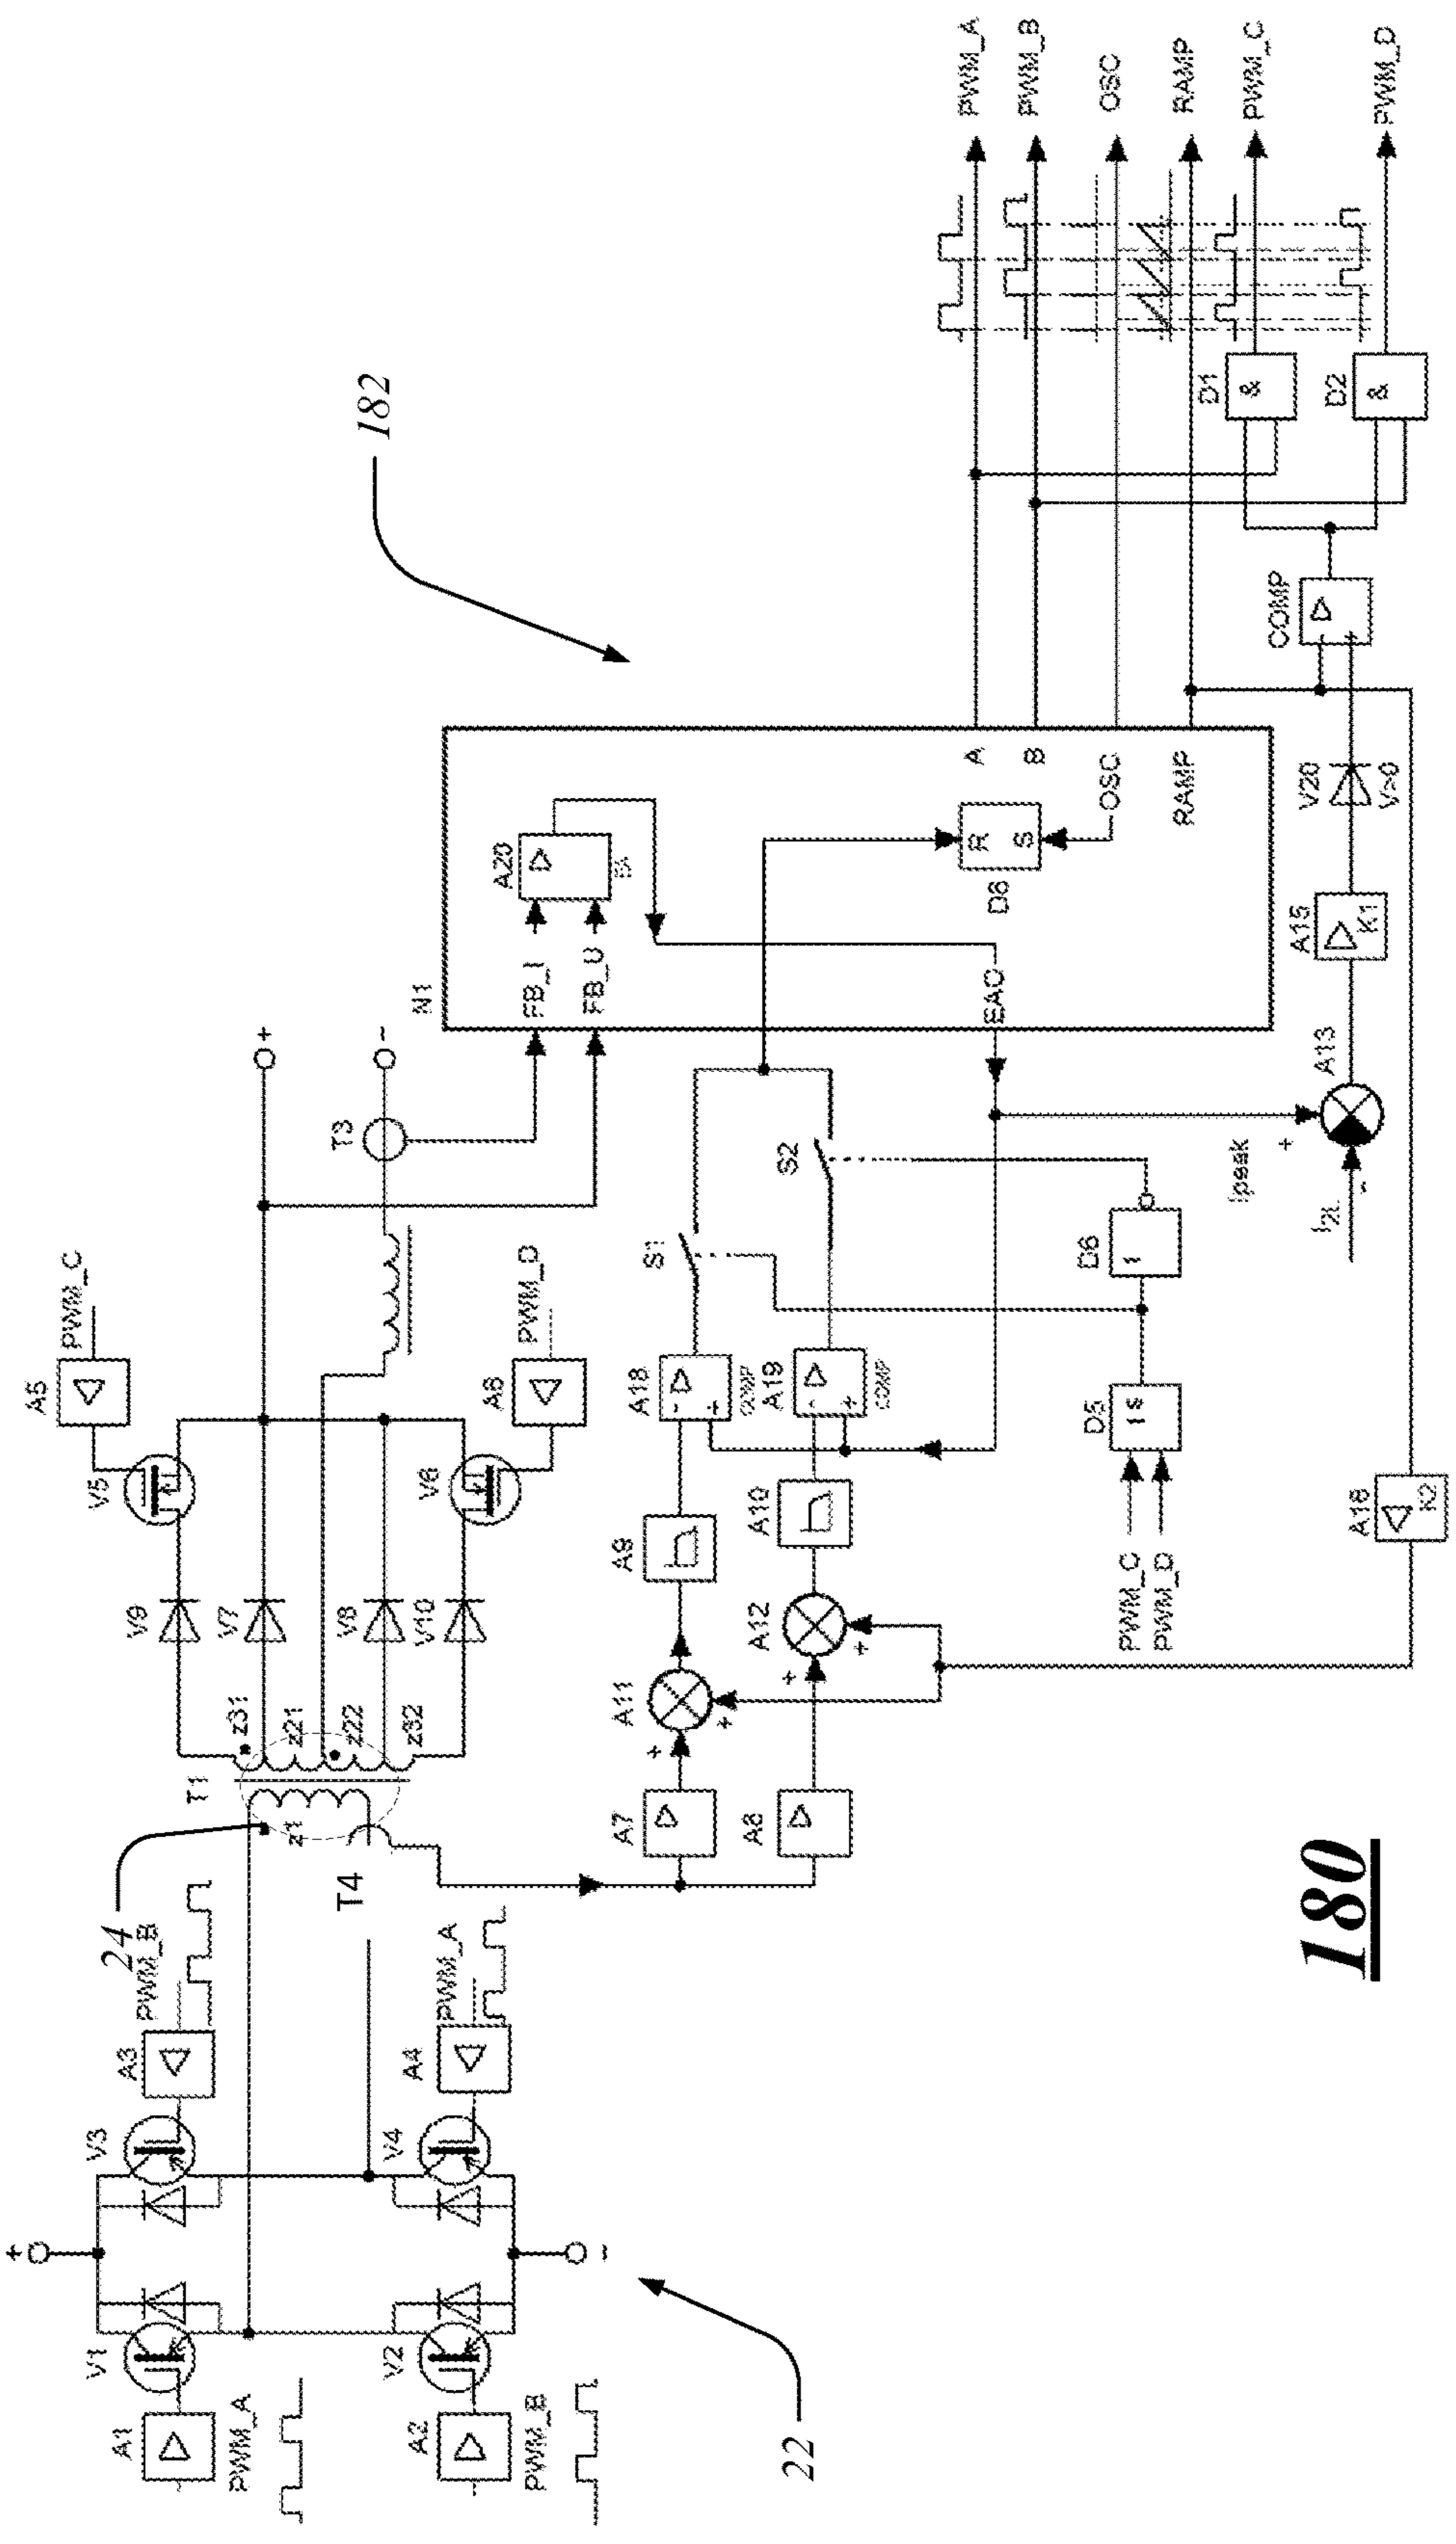 22
+
-
V1
V2
V3
V4
A1
PWM_A
A2
PWM_B
A3
PWM_B
A4
PWM_A
24
T4
T1
z1
z31
z21
z22
z32
V9
V7
V8
V10
V5
V6
A5
PWM_C
A6
PWM_D
T3
+
-
182
A7
A8
A11
+
+
A12
+
+
A9
A10
A18
-
+
COMP
A19
-
+
COMP
S1
S2
PWM_C
PWM_D
D5
D6
1
N1
FB_I
FB_U
A20
EAO
D8
R
S
OSC
A
B
RAMP
Ipeak
+
-
I2L
A13
A15
K1
V20
V>0
COMP
-
+
A16
K2
D1
&
D2
&
PWM_A
PWM_B
OSC
RAMP
PWM_C
PWM_D
180